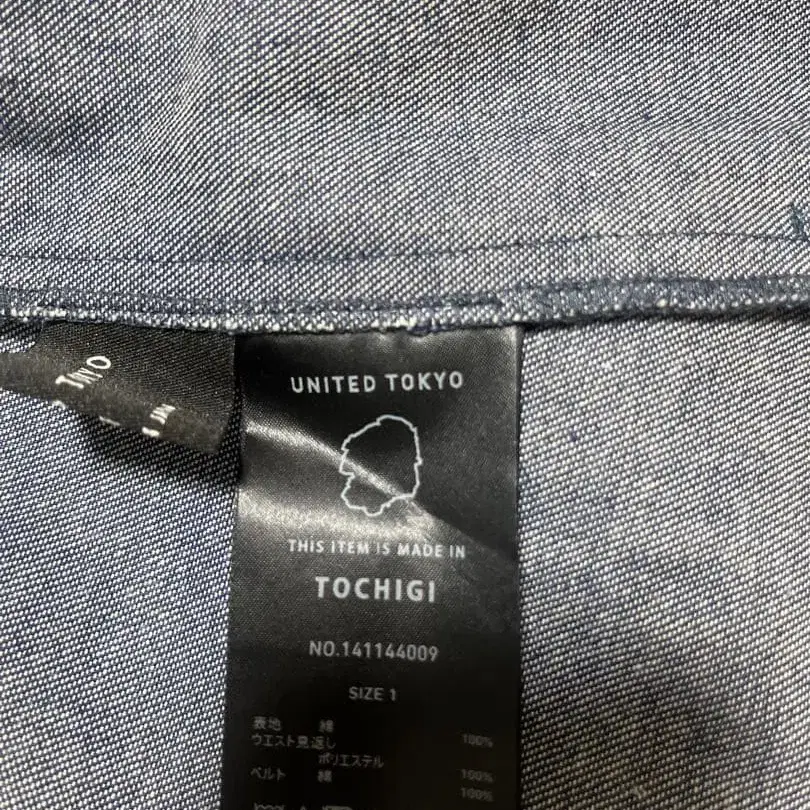 UNITED TOKYO
THIS ITEM IS MADE IN
TOCHIGI
NO.141144009
SIZE 1
表地 綿
100%
ウエスト見返し
ポリエステル
100%
ベルト 綿
100%